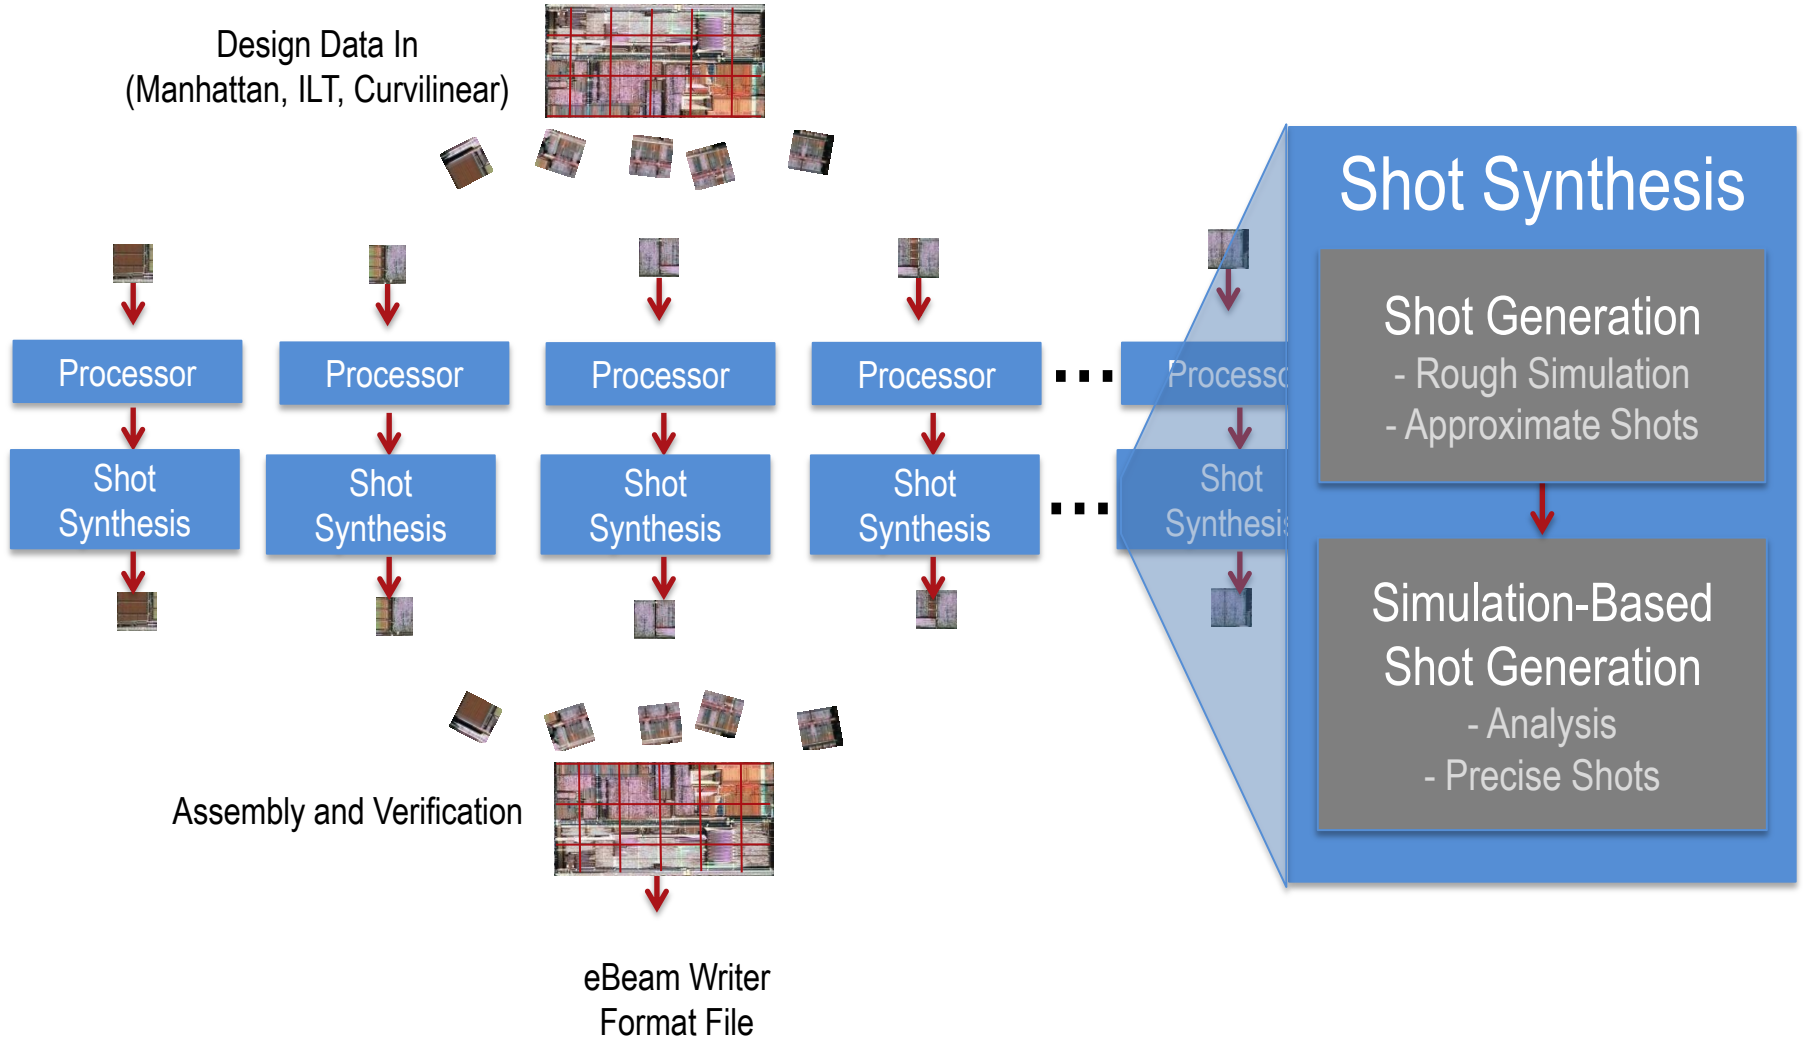 Design Data In
(Manhattan, ILT, Curvilinear)
Shot Synthesis
Shot Generation
- Rough Simulation
- Approximate Shots
Processor
Processor
Processor
Processor
Processo
Shot
Synthesis
Shot
Synthesis
Shot
Synthesis
Shot
Synthesis
Shot
Synthesis
Simulation-Based
Shot Generation
- Analysis
- Precise Shots
Assembly and Verification
eBeam Writer
Format File